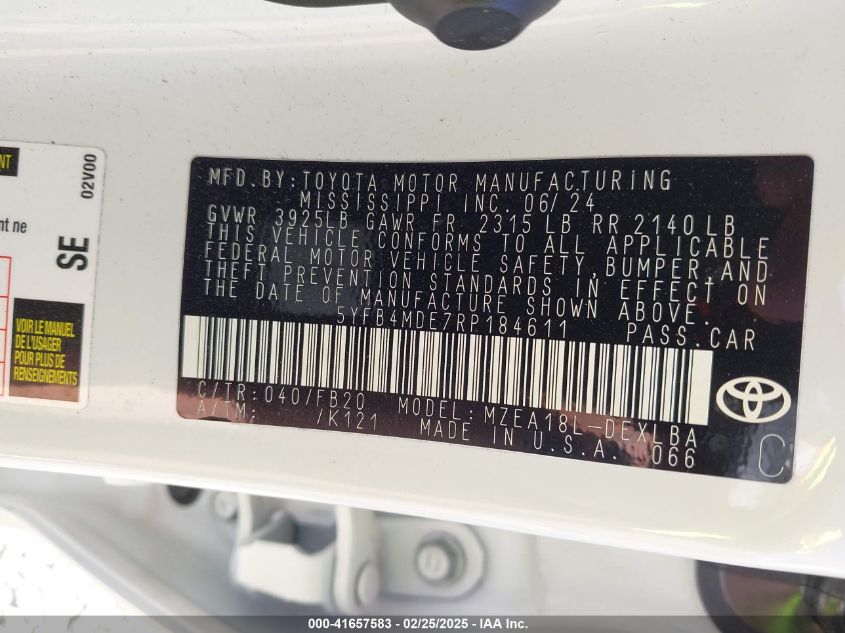 NT
02V00
nt ne
SE
VOIR LE MANUEL
DE L'USAGER
POUR PLUS DE
RENSEIGNEMENTS
MFD.BY:TOYOTA MOTOR MANUFACTURING
MISSISSIPPI INC. 06/24
GVWR 3925LB GAWR FR 2315 LB RR 2140 LB
THIS VEHICLE CONFORMS TO ALL APPLICABLE
FEDERAL MOTOR VEHICLE SAFETY, BUMPER, AND
THEFT PREVENTION STANDARDS IN EFFECT ON
THE DATE OF MANUFACTURE SHOWN ABOVE.
5YFB4MDE7RP184611 PASS.CAR
C/TR:040/FB20 MODEL: MZEA18L-DEXLBA
A/TM: /K121 MADE IN U.S.A. 066
C
000-41657583 - 02/25/2025 - IAA Inc.